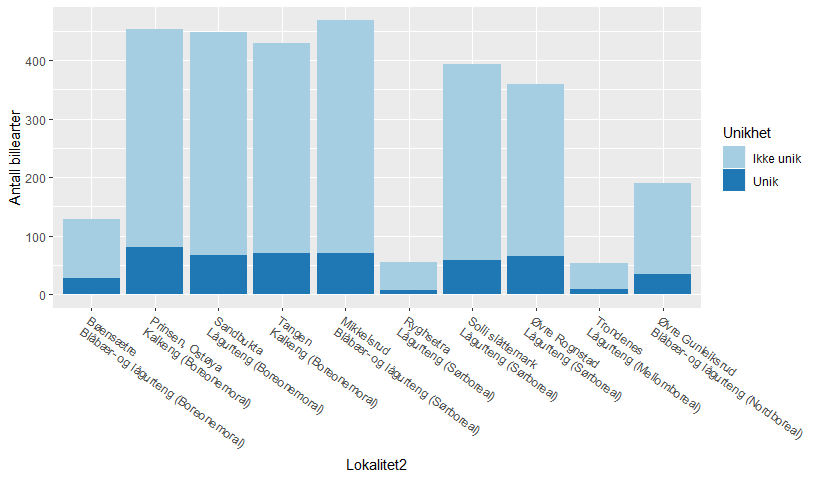 Antall billearter
400
300
200
100
0
Bøensætre
Blåbær- og lågurteng (Boreonemoral)
Prinsen, Ostøya
Kalkeng (Boreonemoral)
Sandbukta
Lågurteng (Boreonemoral)
Tangen
Kalkeng (Boreonemoral)
Mikkelsrud
Blåbær- og lågurteng (Sørboreal)
Ryghsetra
Lågurteng (Sørboreal)
Solli slåttemark
Lågurteng (Sørboreal)
Øvre Rognstad
Lågurteng (Sørboreal)
Trondenes
Lågurteng (Mellomboreal)
Øvre Gunleiksrud
Blåbær- og lågurteng (Nordboreal)
Lokalitet2
Unikhet
Ikke unik
Unik